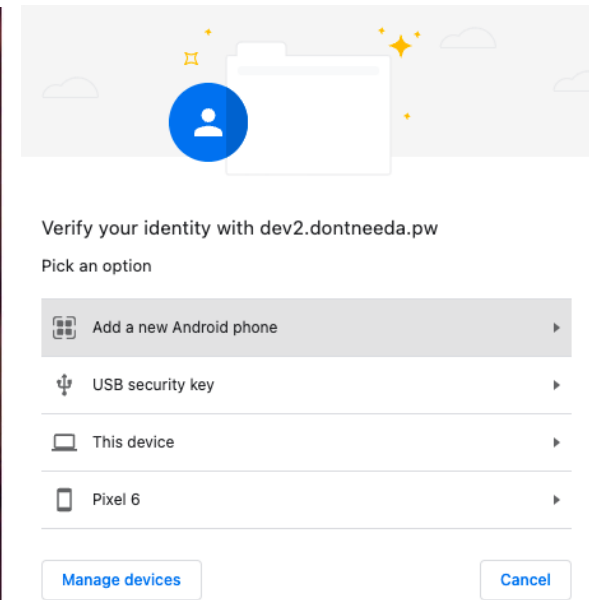 Verify your identity with dev2.dontneeda.pw
Pick an option
Add a new Android phone
USB security key
This device
Pixel 6
Manage devices
Cancel